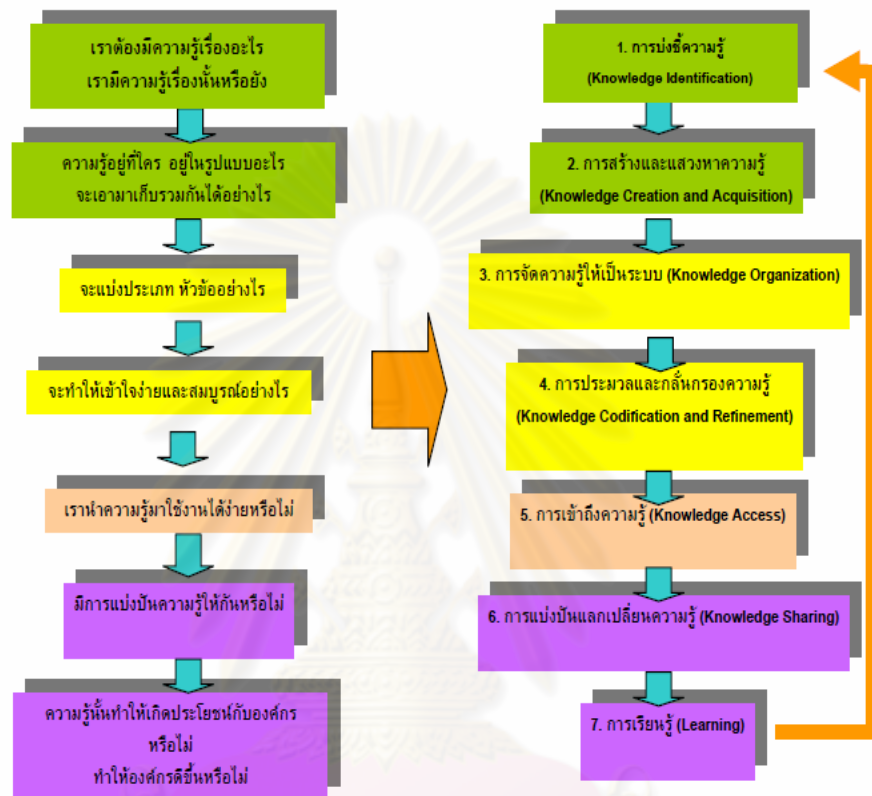 เราต้องมีความรู้เรื่องอะไร
เรามีความรู้เรื่องนั้นหรือยัง
ความรู้อยู่ที่ใคร อยู่ในรูปแบบอะไร
จะเอามาเก็บรวมกันได้อย่างไร
จะแบ่งประเภท หัวข้ออย่างไร
จะทำให้เข้าใจง่ายและสมบูรณ์อย่างไร
เรานำความรู้มาใช้งานได้ง่ายหรือไม่
มีการแบ่งปันความรู้ให้กันหรือไม่
ความรู้นั้นทำให้เกิดประโยชน์กับองค์กร
หรือไม่
ทำให้องค์กรดีขึ้นหรือไม่
1. การบ่งชี้ความรู้
(Knowledge Identification)
2. การสร้างและแสวงหาความรู้
(Knowledge Creation and Acquisition)
3. การจัดความรู้ให้เป็นระบบ (Knowledge Organization)
4. การประมวลและกลั่นกรองความรู้
(Knowledge Codification and Refinement)
5. การเข้าถึงความรู้ (Knowledge Access)
6. การแบ่งปันแลกเปลี่ยนความรู้ (Knowledge Sharing)
7. การเรียนรู้ (Learning)